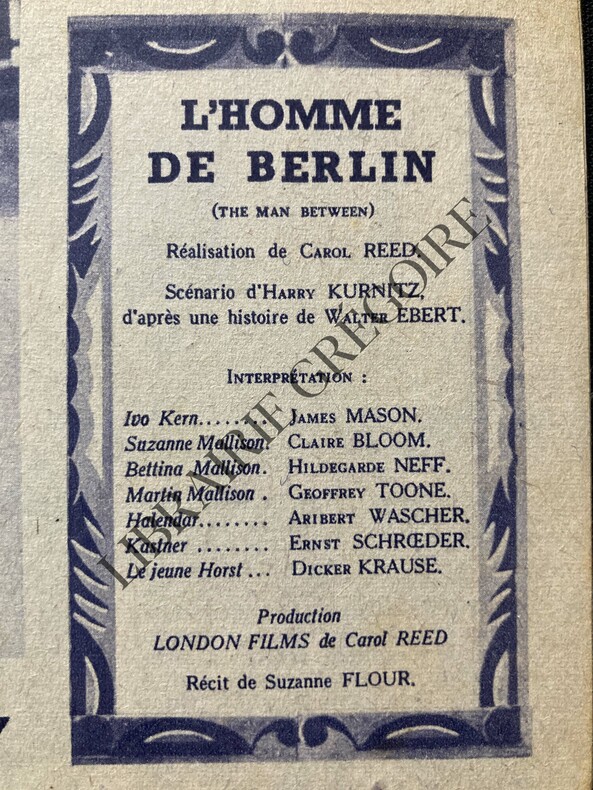 L'HOMME
DE BERLIN
(THE MAN BETWEEN)
Réalisation de CAROL REED.
Scénario d'HARRY KURNITZ,
d'après une histoire de WALTER EBERT.
INTERPRÉTATION :
Ivo Kern........ JAMES MASON.
Suzanne Mallison. CLAIRE BLOOM.
Bettina Mallison. HILDEGARDE NEFF.
Martin Mallison . GEOFFREY TOONE.
Halendar........ ARIBERT WASCHER.
Kastner ........ ERNST SCHRŒDER.
Le jeune Horst ... DICKER KRAUSE.
Production
LONDON FILMS de Carol REED
Récit de Suzanne FLOUR.
LIBRAIRIE GREGOIRE